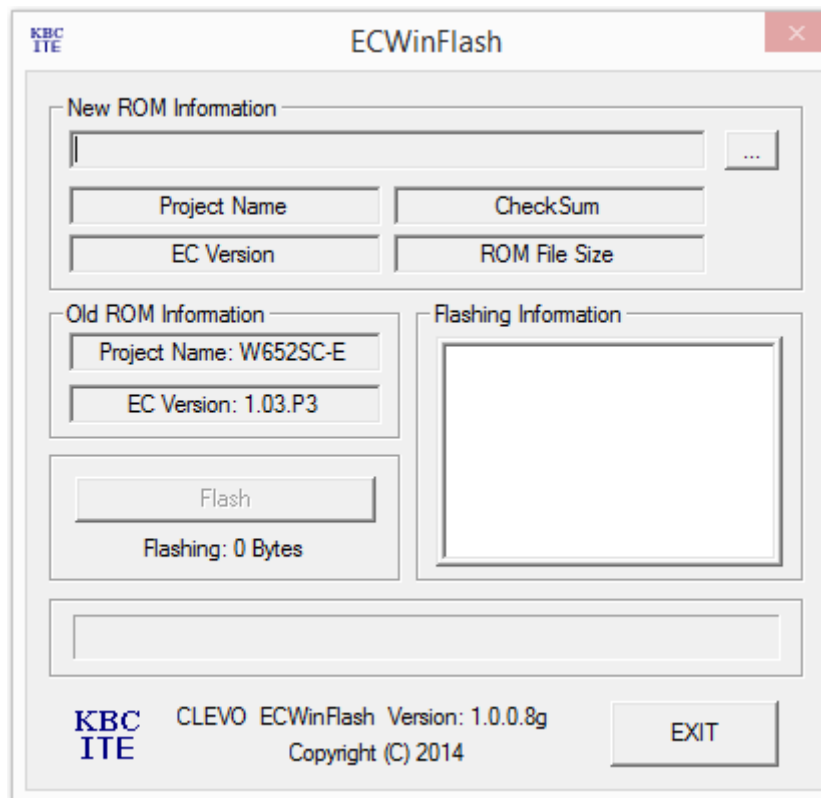 KBC
ITE
ECWinFlash
New ROM Information
...
Project Name
CheckSum
EC Version
ROM File Size
Old ROM Information
Project Name: W652SC-E
EC Version: 1.03.P3
Flashing Information
Flash
Flashing: 0 Bytes
KBC
ITE
CLEVO ECWinFlash Version: 1.0.0.8g
Copyright (C) 2014
EXIT